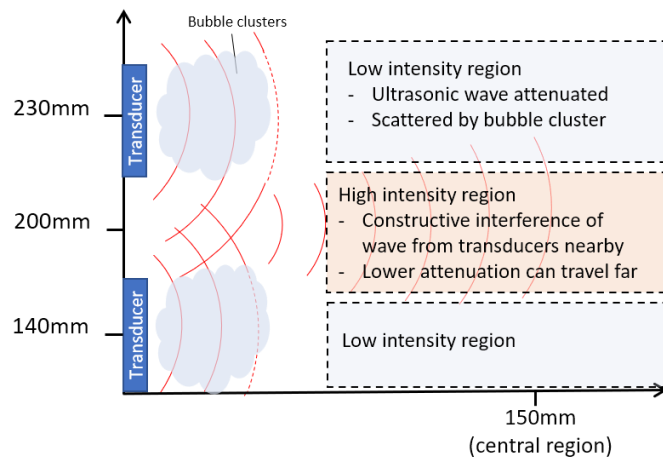 Bubble clusters
230mm
Transducer
Low intensity region
- Ultrasonic wave attenuated
- Scattered by bubble cluster
200mm
High intensity region
- Constructive interference of
wave from transducers nearby
- Lower attenuation can travel far
140mm
Transducer
Low intensity region
150mm
(central region)